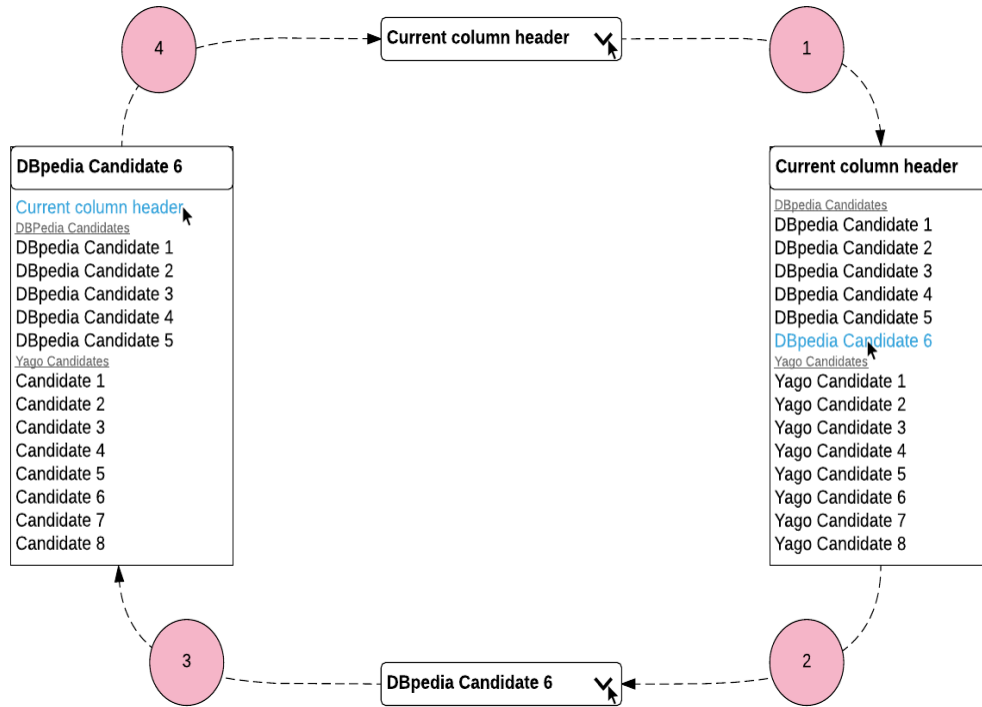 4
Current column header
1
DBpedia Candidate 6
Current column header
DBPedia Candidates
DBpedia Candidate 1
DBpedia Candidate 2
DBpedia Candidate 3
DBpedia Candidate 4
DBpedia Candidate 5
Yago Candidates
Candidate 1
Candidate 2
Candidate 3
Candidate 4
Candidate 5
Candidate 6
Candidate 7
Candidate 8
Current column header
DBpedia Candidates
DBpedia Candidate 1
DBpedia Candidate 2
DBpedia Candidate 3
DBpedia Candidate 4
DBpedia Candidate 5
DBpedia Candidate 6
Yago Candidates
Yago Candidate 1
Yago Candidate 2
Yago Candidate 3
Yago Candidate 4
Yago Candidate 5
Yago Candidate 6
Yago Candidate 7
Yago Candidate 8
3
DBpedia Candidate 6
2